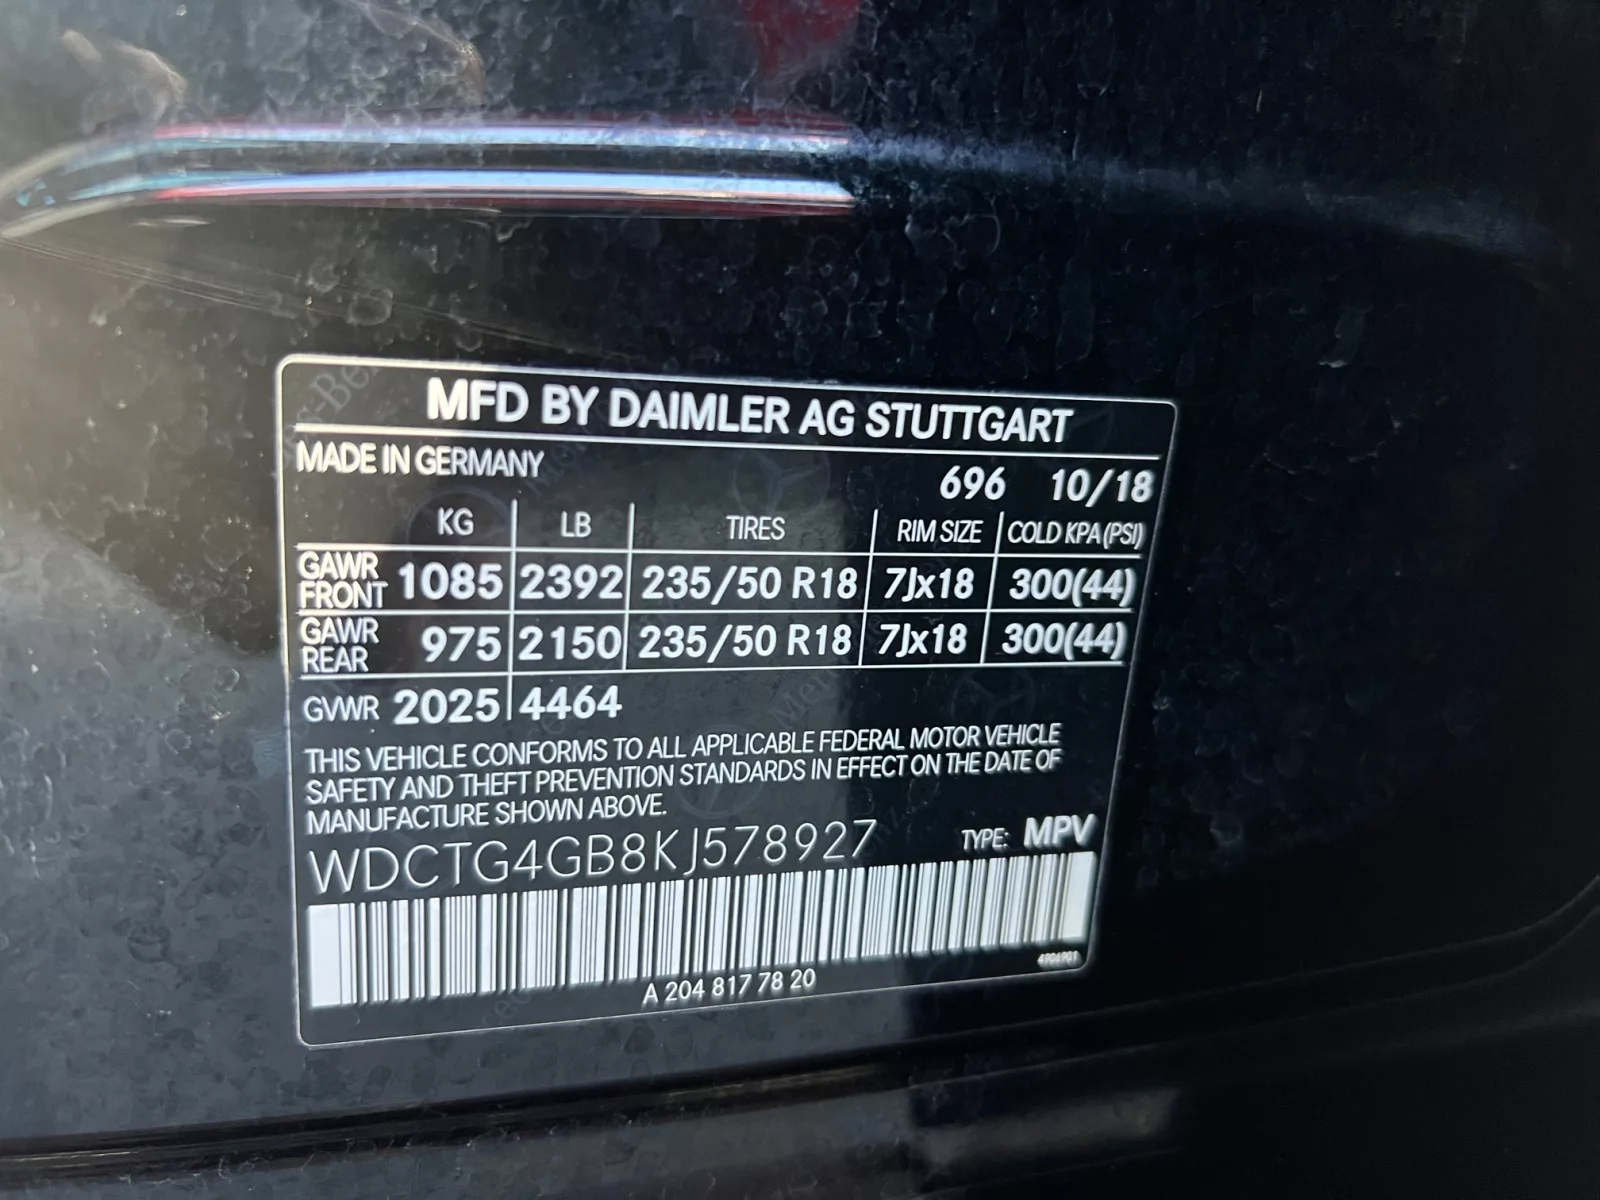 MFD BY DAIMLER AG STUTTGART
MADE IN GERMANY
696 10/18
KG LB TIRES RIM SIZE COLD KPA (PSI)
GAWR FRONT 1085 2392 235/50 R18 7Jx18 300(44)
GAWR REAR 975 2150 235/50 R18 7Jx18 300(44)
GVWR 2025 4464
THIS VEHICLE CONFORMS TO ALL APPLICABLE FEDERAL MOTOR VEHICLE
SAFETY AND THEFT PREVENTION STANDARDS IN EFFECT ON THE DATE OF
MANUFACTURE SHOWN ABOVE.
WDCTG4GB8KJ578927 TYPE: MPV
A 204 817 78 20